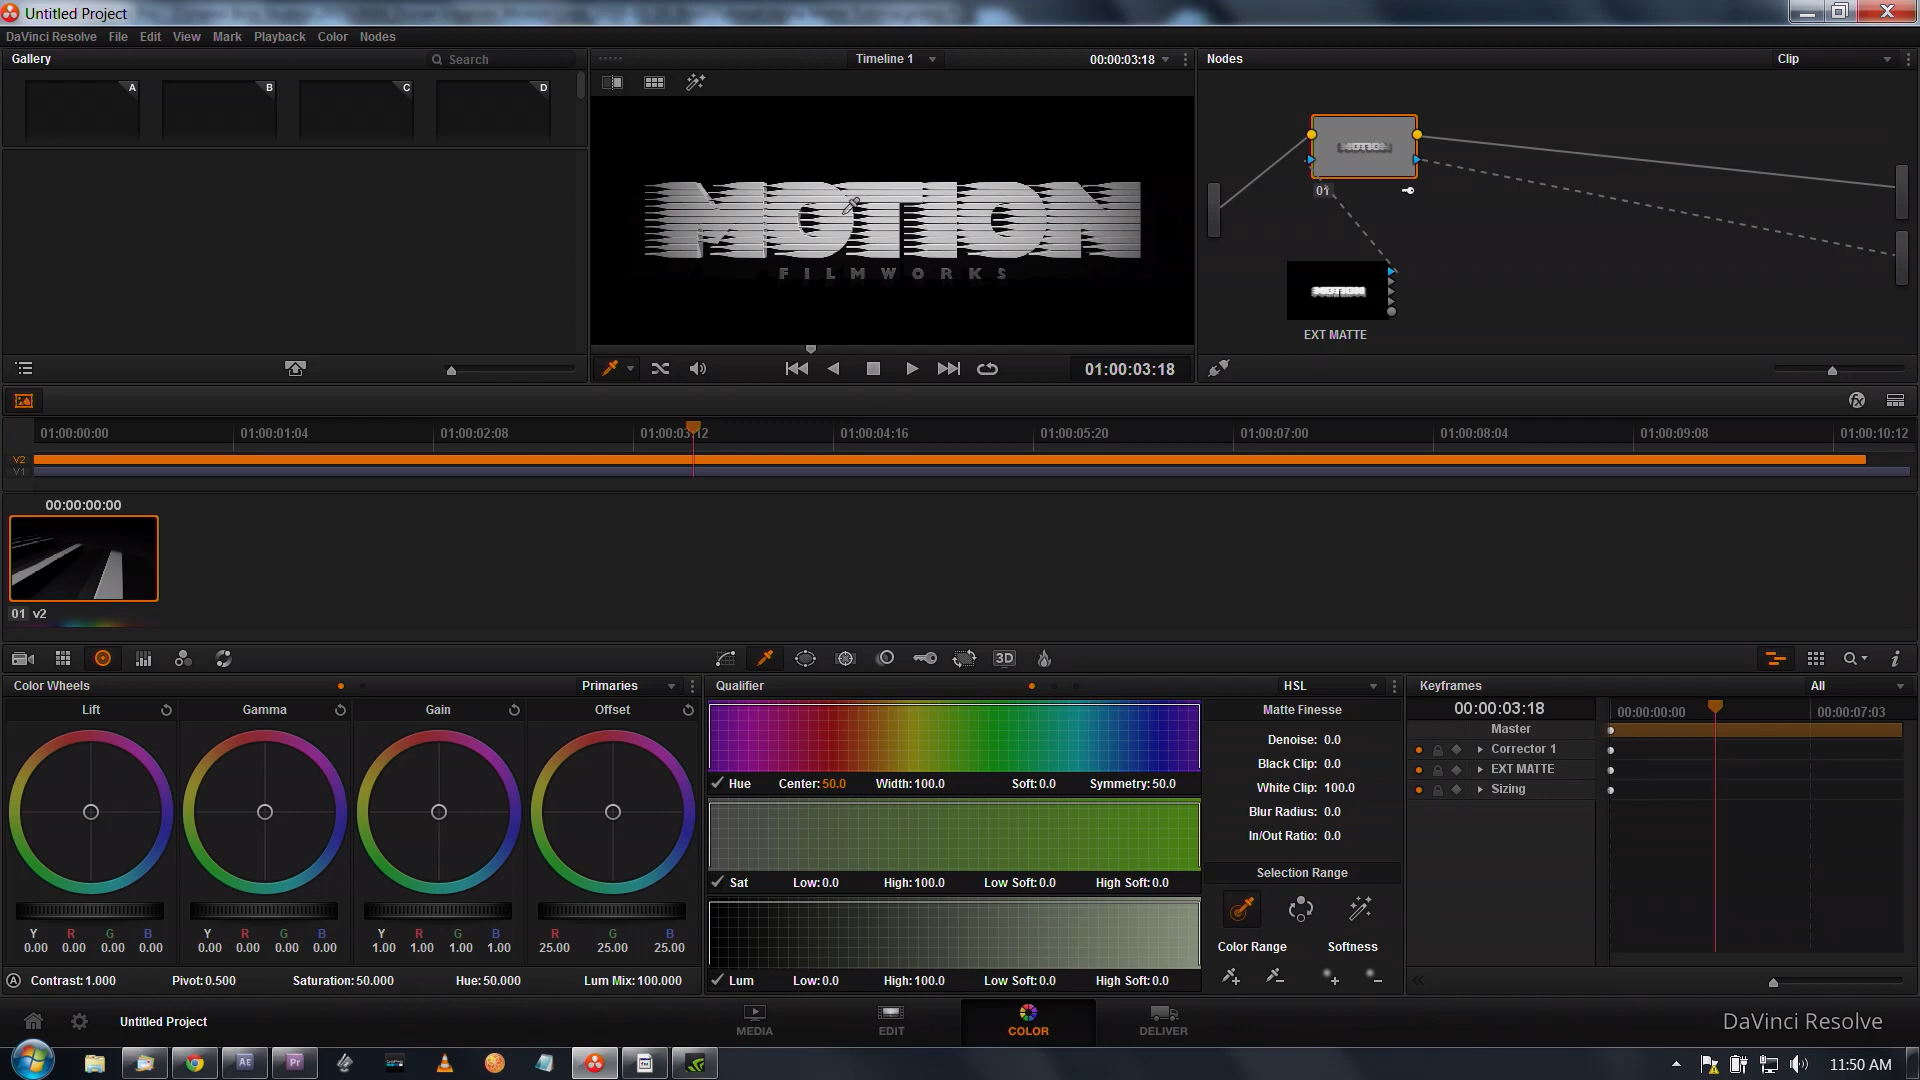 Untitled Project
DaVinci Resolve File Edit View Mark Playback Color Nodes
Gallery Search
A B C D
Timeline 1 00:00:03:18
Nodes Clip
MOTION
FILMWORKS
MOTION
01
MOTION
EXT MATTE
01:00:03:18
fx
01:00:00:00 01:00:01:04 01:00:02:08 01:00:03:12 01:00:04:16 01:00:05:20 01:00:07:00 01:00:08:04 01:00:09:08 01:00:10:12
V2
V1
00:00:00:00
01 v2
3D
Color Wheels Primaries
Lift Gamma Gain Offset
Y R G B Y R G B Y R G B R G B
0.00 0.00 0.00 0.00 0.00 0.00 0.00 0.00 1.00 1.00 1.00 1.00 25.00 25.00 25.00
A Contrast: 1.000 Pivot: 0.500 Saturation: 50.000 Hue: 50.000 Lum Mix: 100.000
Qualifier HSL
Hue Center: 50.0 Width: 100.0 Soft: 0.0 Symmetry: 50.0
Sat Low: 0.0 High: 100.0 Low Soft: 0.0 High Soft: 0.0
Lum Low: 0.0 High: 100.0 Low Soft: 0.0 High Soft: 0.0
Matte Finesse
Denoise: 0.0
Black Clip: 0.0
White Clip: 100.0
Blur Radius: 0.0
In/Out Ratio: 0.0
Selection Range
Color Range Softness
Keyframes All
00:00:03:18 00:00:00:00 00:00:07:03
Master
Corrector 1
EXT MATTE
Sizing
Untitled Project
MEDIA EDIT COLOR DELIVER
DaVinci Resolve
Ae Pr
11:50 AM